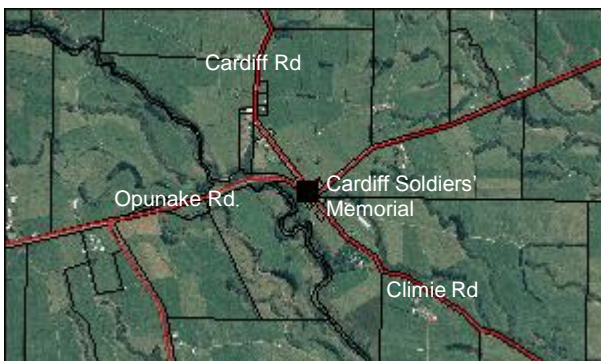 Cardiff Rd
Cardiff Soldiers'
Opunake Rd.
Memorial
Climie Rd